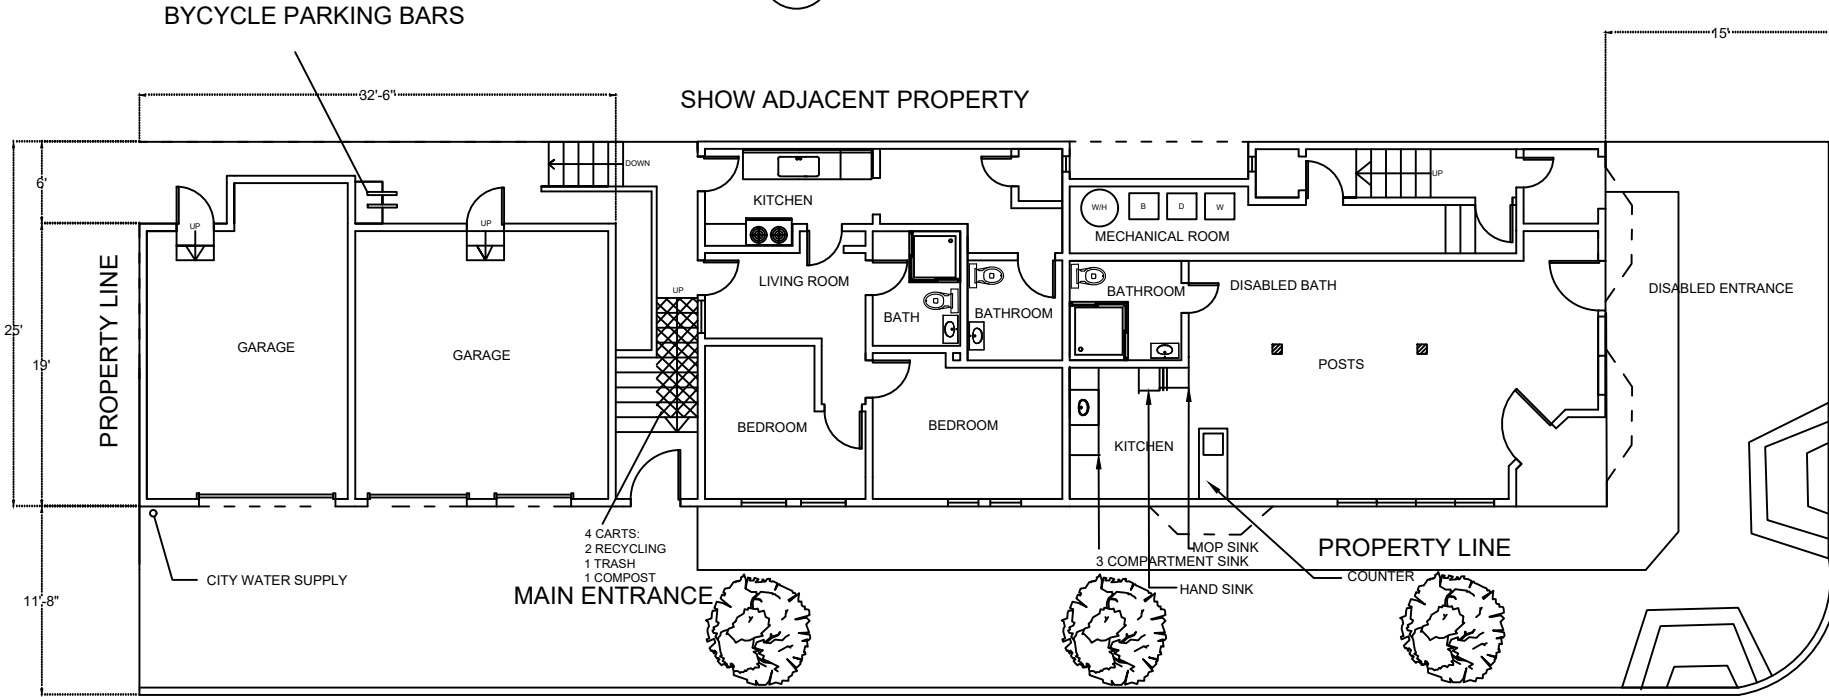 BYCYCLE PARKING BARS
15'
32'-6"
SHOW ADJACENT PROPERTY
DOWN
6'
UP
UP
KITCHEN
W/H
B
D
W
UP
MECHANICAL ROOM
PROPERTY LINE
LIVING ROOM
UP
BATH
BATHROOM
BATHROOM
DISABLED BATH
DISABLED ENTRANCE
25'
19'
GARAGE
GARAGE
POSTS
BEDROOM
BEDROOM
KITCHEN
4 CARTS:
2 RECYCLING
1 TRASH
1 COMPOST
MOP SINK
3 COMPARTMENT SINK
PROPERTY LINE
CITY WATER SUPPLY
COUNTER
HAND SINK
MAIN ENTRANCE
11'-8"